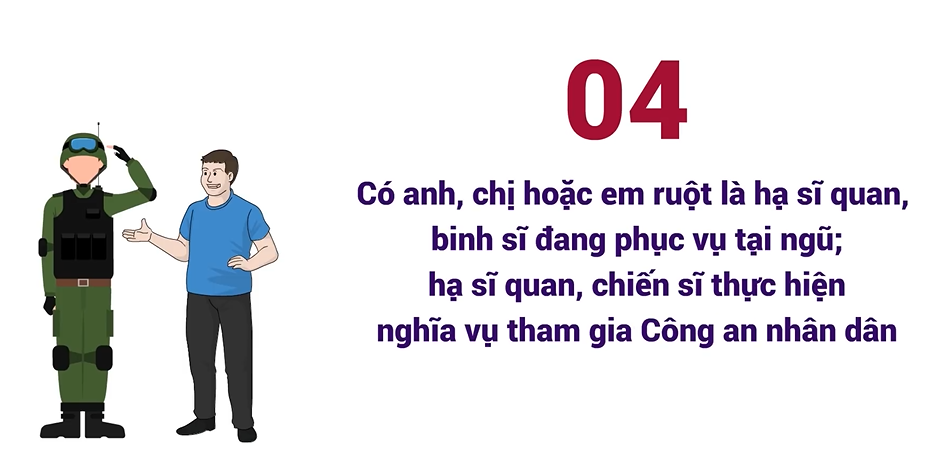 04
Có anh, chị hoặc em ruột là hạ sĩ quan,
binh sĩ đang phục vụ tại ngũ;
hạ sĩ quan, chiến sĩ thực hiện
nghĩa vụ tham gia Công an nhân dân